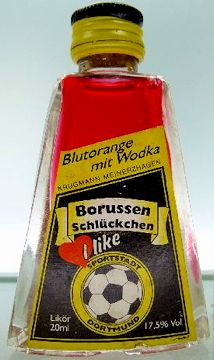 Blutorange
mit Wodka
KRUGMANN MEINERZHAGEN
Borussen
Schlückchen
I like
SPORTSTADT
DORTMUND
Likör
20ml
17,5% Vol.